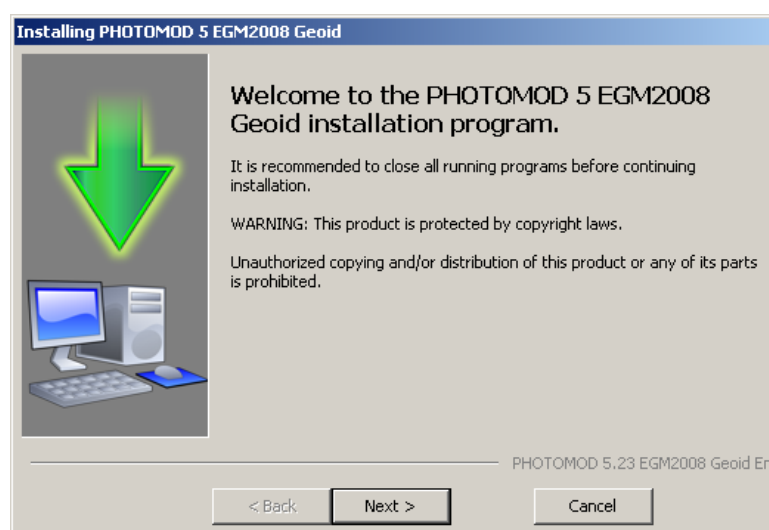 Installing PHOTOMOD 5 EGM2008 Geoid
Welcome to the PHOTOMOD 5 EGM2008
Geoid installation program.
It is recommended to close all running programs before continuing
installation.
WARNING: This product is protected by copyright laws.
Unauthorized copying and/or distribution of this product or any of its parts
is prohibited.
PHOTOMOD 5.23 EGM2008 Geoid
< Back
Next >
Cancel